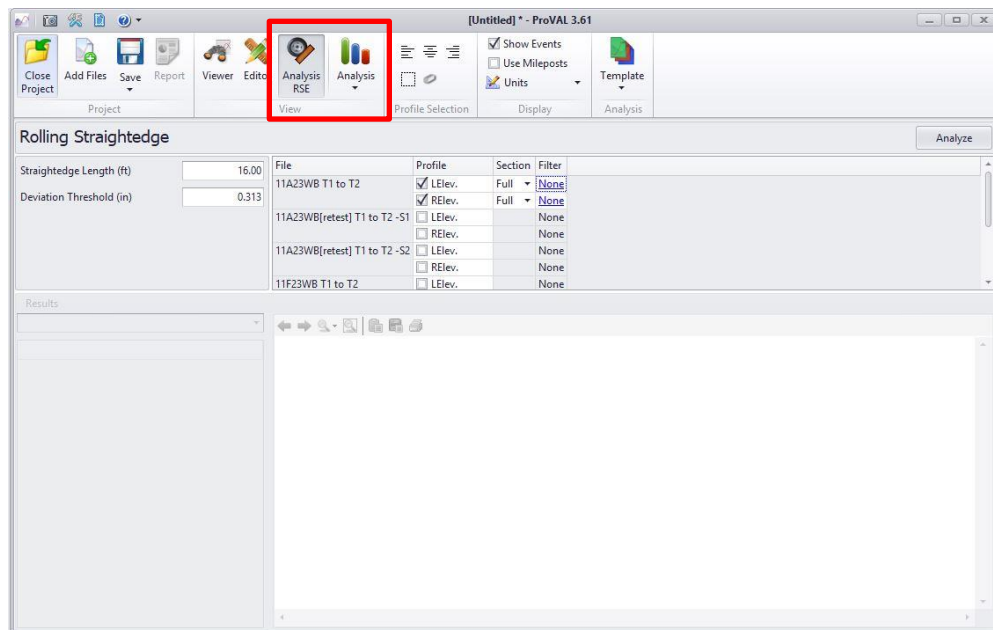 [Untitled] * - ProVAL 3.61
Close Project
Add Files
Save
Report
Viewer
Edito
Analysis RSE
Analysis
Show Events
Use Mileposts
Units
Template
Project
View
Profile Selection
Display
Analysis
Rolling Straightedge
Analyze
Straightedge Length (ft) 16.00
Deviation Threshold (in) 0.313
File Profile Section Filter
11A23WB T1 to T2 LElev. Full None
RElev. Full None
11A23WB[retest] T1 to T2 -S1 LElev. None
RElev. None
11A23WB[retest] T1 to T2 -S2 LElev. None
RElev. None
11F23WB T1 to T2 LElev. None
Results